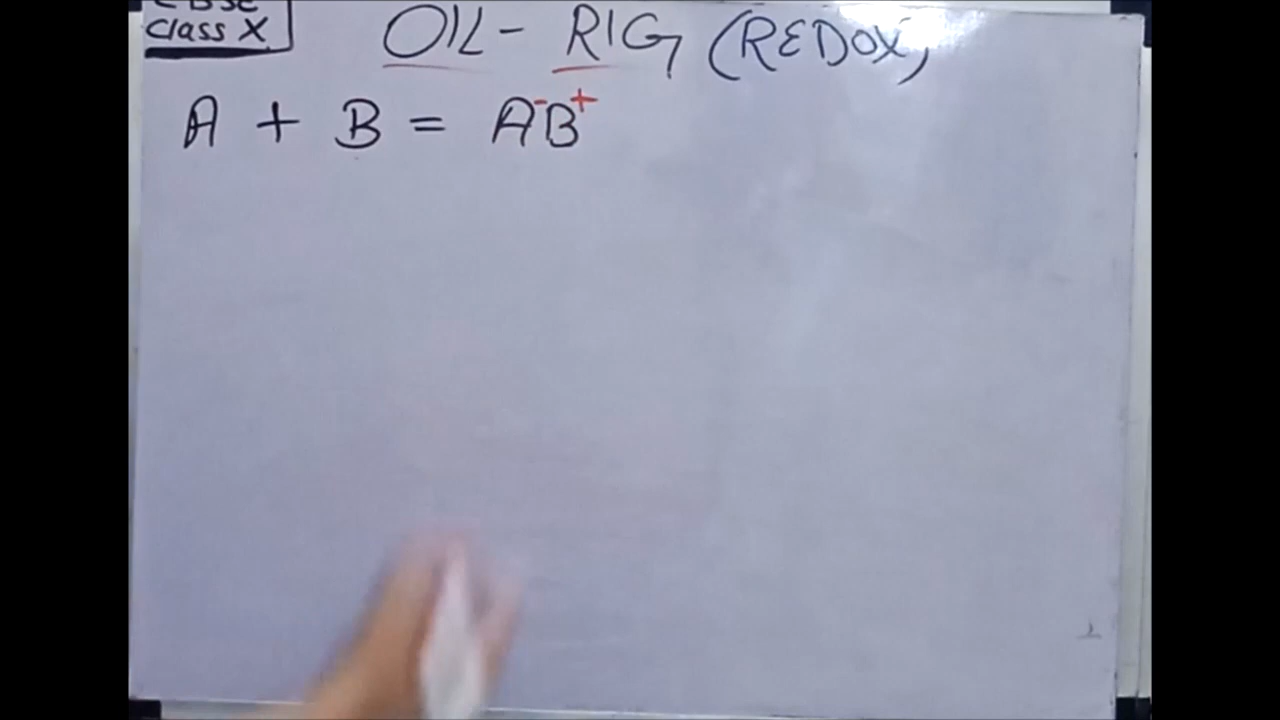 CBSE
Class X
OIL - RIG (REDOX)
A + B = A⁻B⁺